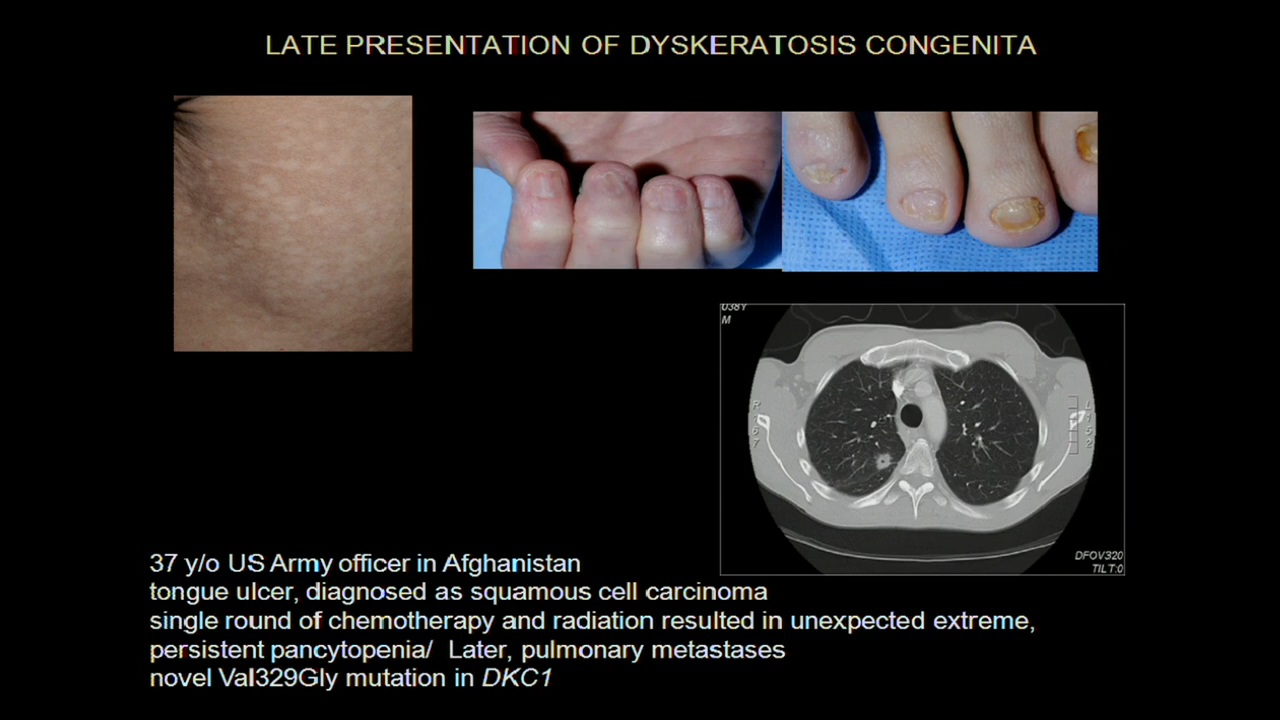 LATE PRESENTATION OF DYSKERATOSIS CONGENITA
038Y
M
R
L
DFOV320
TILT:0
37 y/o US Army officer in Afghanistan
tongue ulcer, diagnosed as squamous cell carcinoma
single round of chemotherapy and radiation resulted in unexpected extreme,
persistent pancytopenia/ Later, pulmonary metastases
novel Val329Gly mutation in DKC1